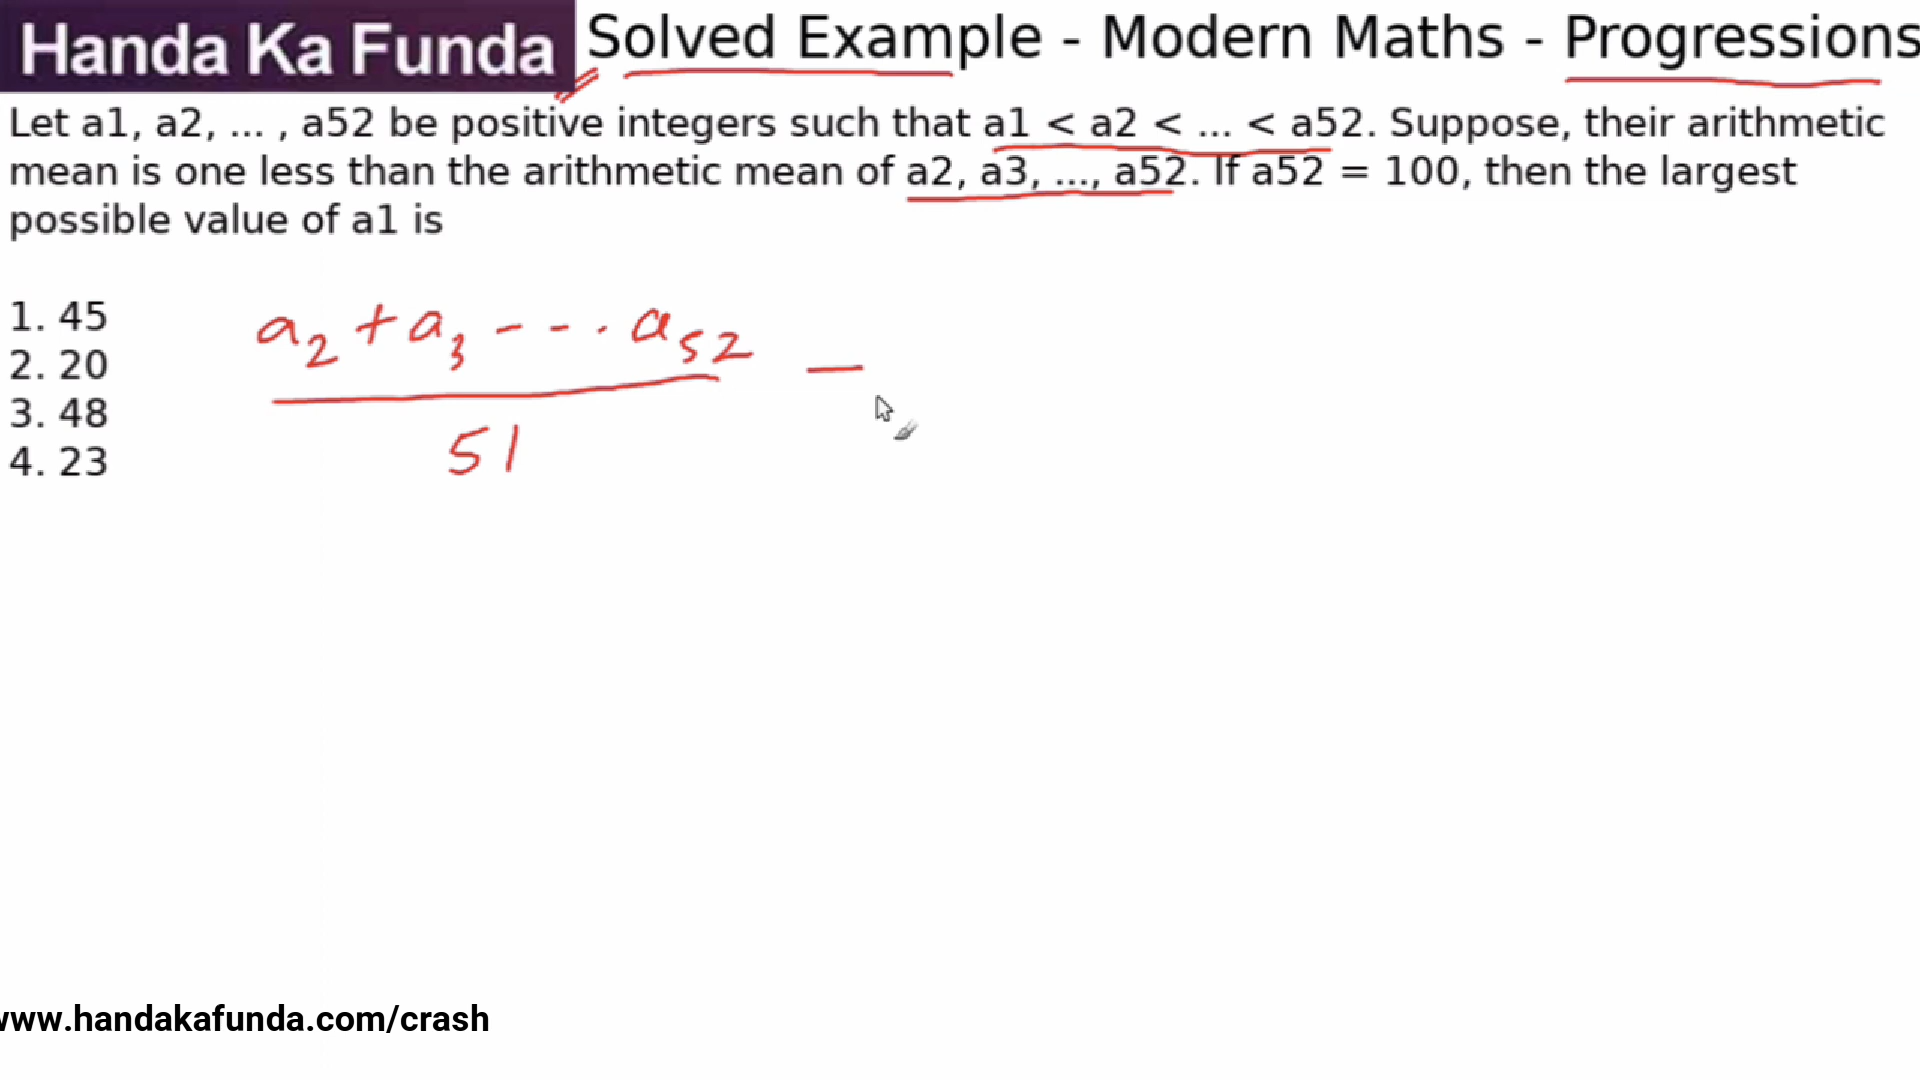 Handa Ka Funda Solved Example - Modern Maths - Progressions
Let a1, a2, ... , a52 be positive integers such that a1 < a2 < ... < a52. Suppose, their arithmetic
mean is one less than the arithmetic mean of a2, a3, ..., a52. If a52 = 100, then the largest
possible value of a1 is
1. 45
2. 20
3. 48
4. 23
a2 + a3 - - - . a52 —
51
www.handakafunda.com/crash